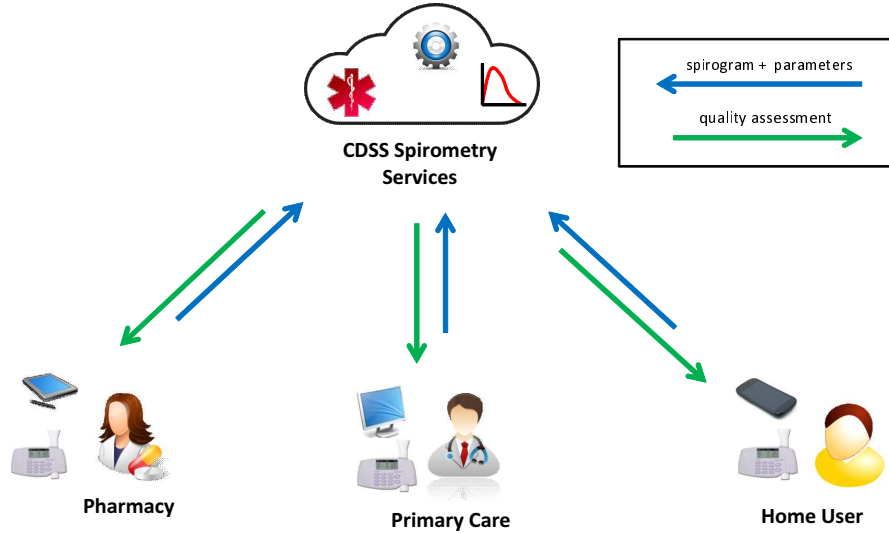 spirogram + parameters
quality assessment
CDSS Spirometry
Services
Pharmacy
Primary Care
Home User